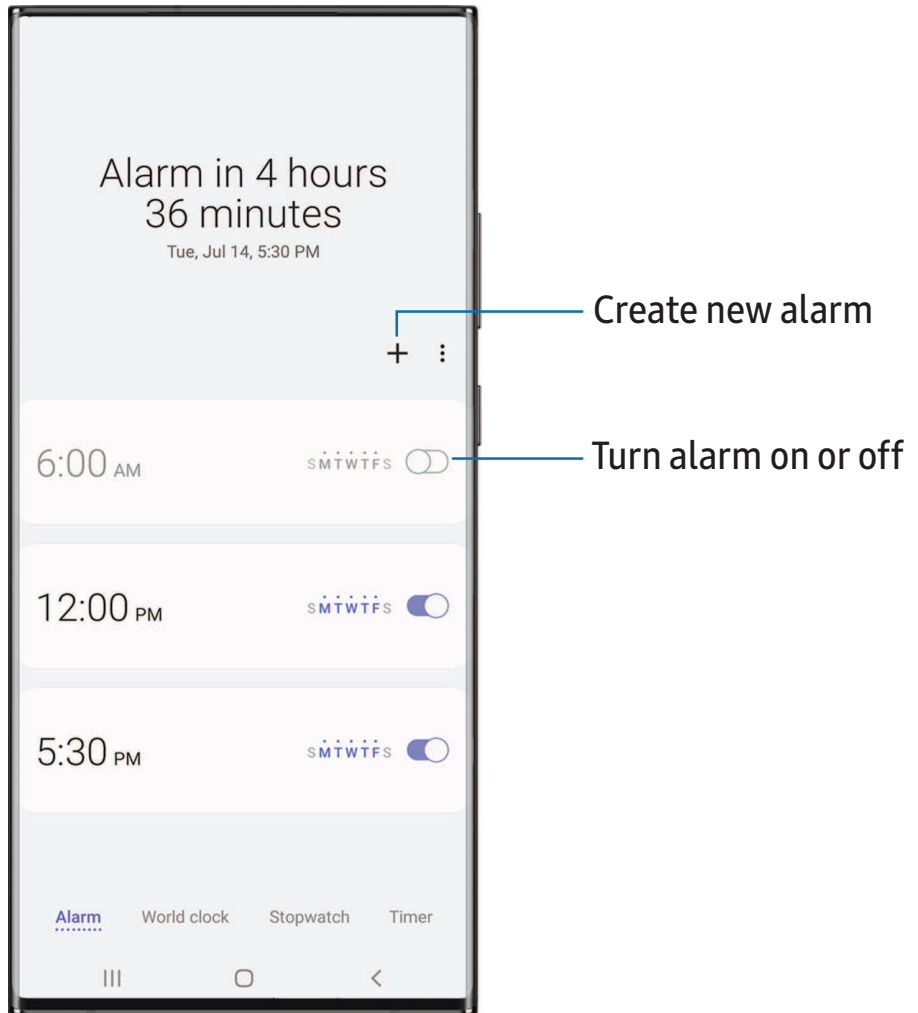 Alarm in 4 hours
36 minutes
Tue, Jul 14, 5:30 PM
Create new alarm
6:00 AM SMTWTFS
Turn alarm on or off
12:00 PM SMTWTFS
5:30 PM SMTWTFS
Alarm World clock Stopwatch Timer